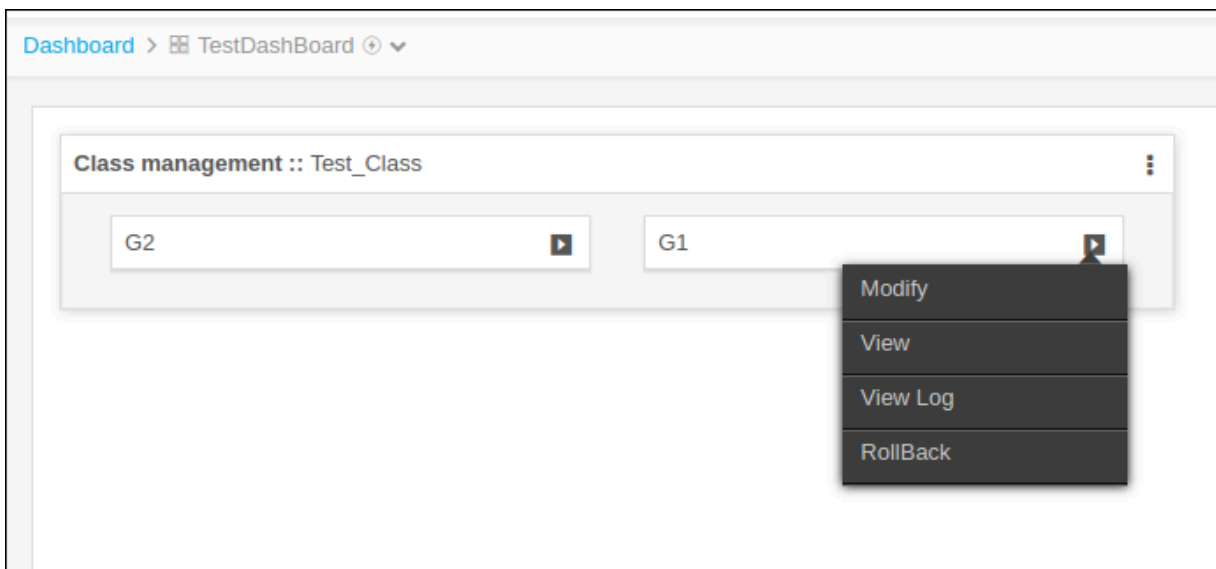 Dashboard > TestDashBoard
Class management :: Test_Class
G2 G1
Modify
View
View Log
RollBack